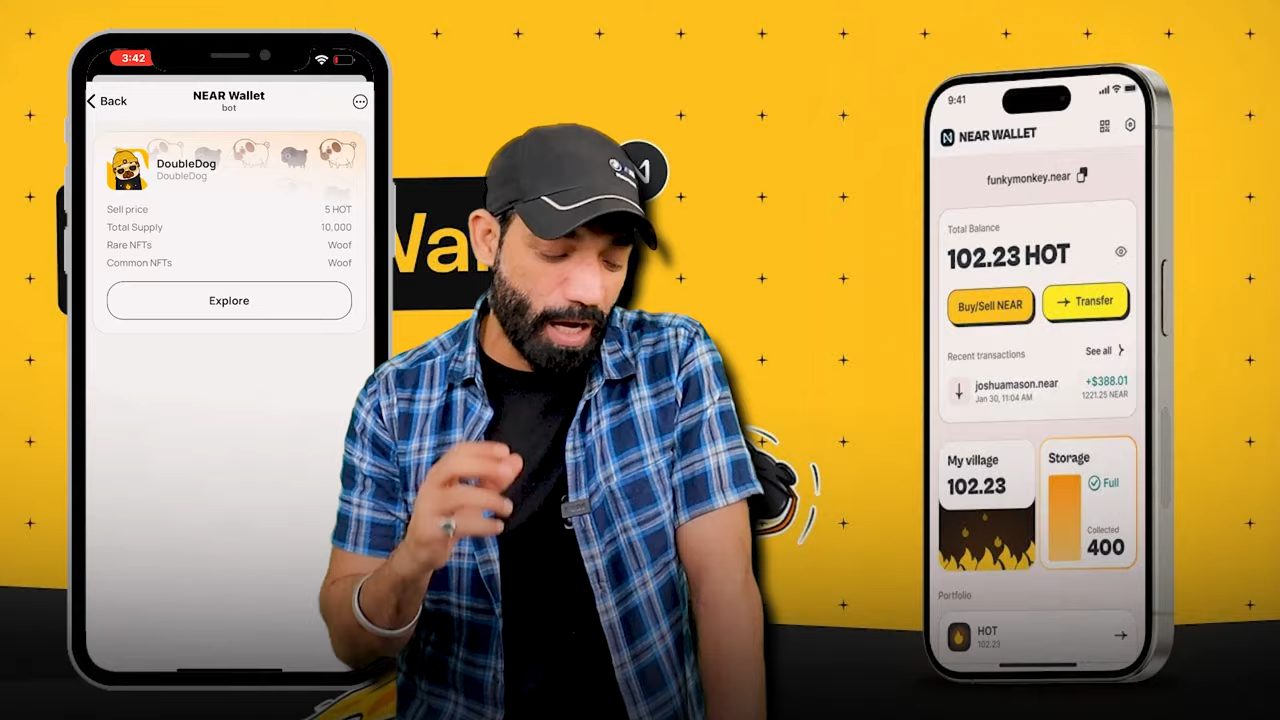 3:42
Back
NEAR Wallet
bot
DoubleDog
DoubleDog
Sell price 5 HOT
Total Supply 10,000
Rare NFTs Woof
Common NFTs Woof
Explore
9:41
NEAR WALLET
funkymonkey.near
Total Balance
102.23 HOT
Buy/Sell NEAR
Transfer
Recent transactions See all
joshuamason.near +$388.01
Jan 30, 11:04 AM 1221.25 NEAR
My village
102.23
Storage
Full
Collected
400
Portfolio
HOT
102.23